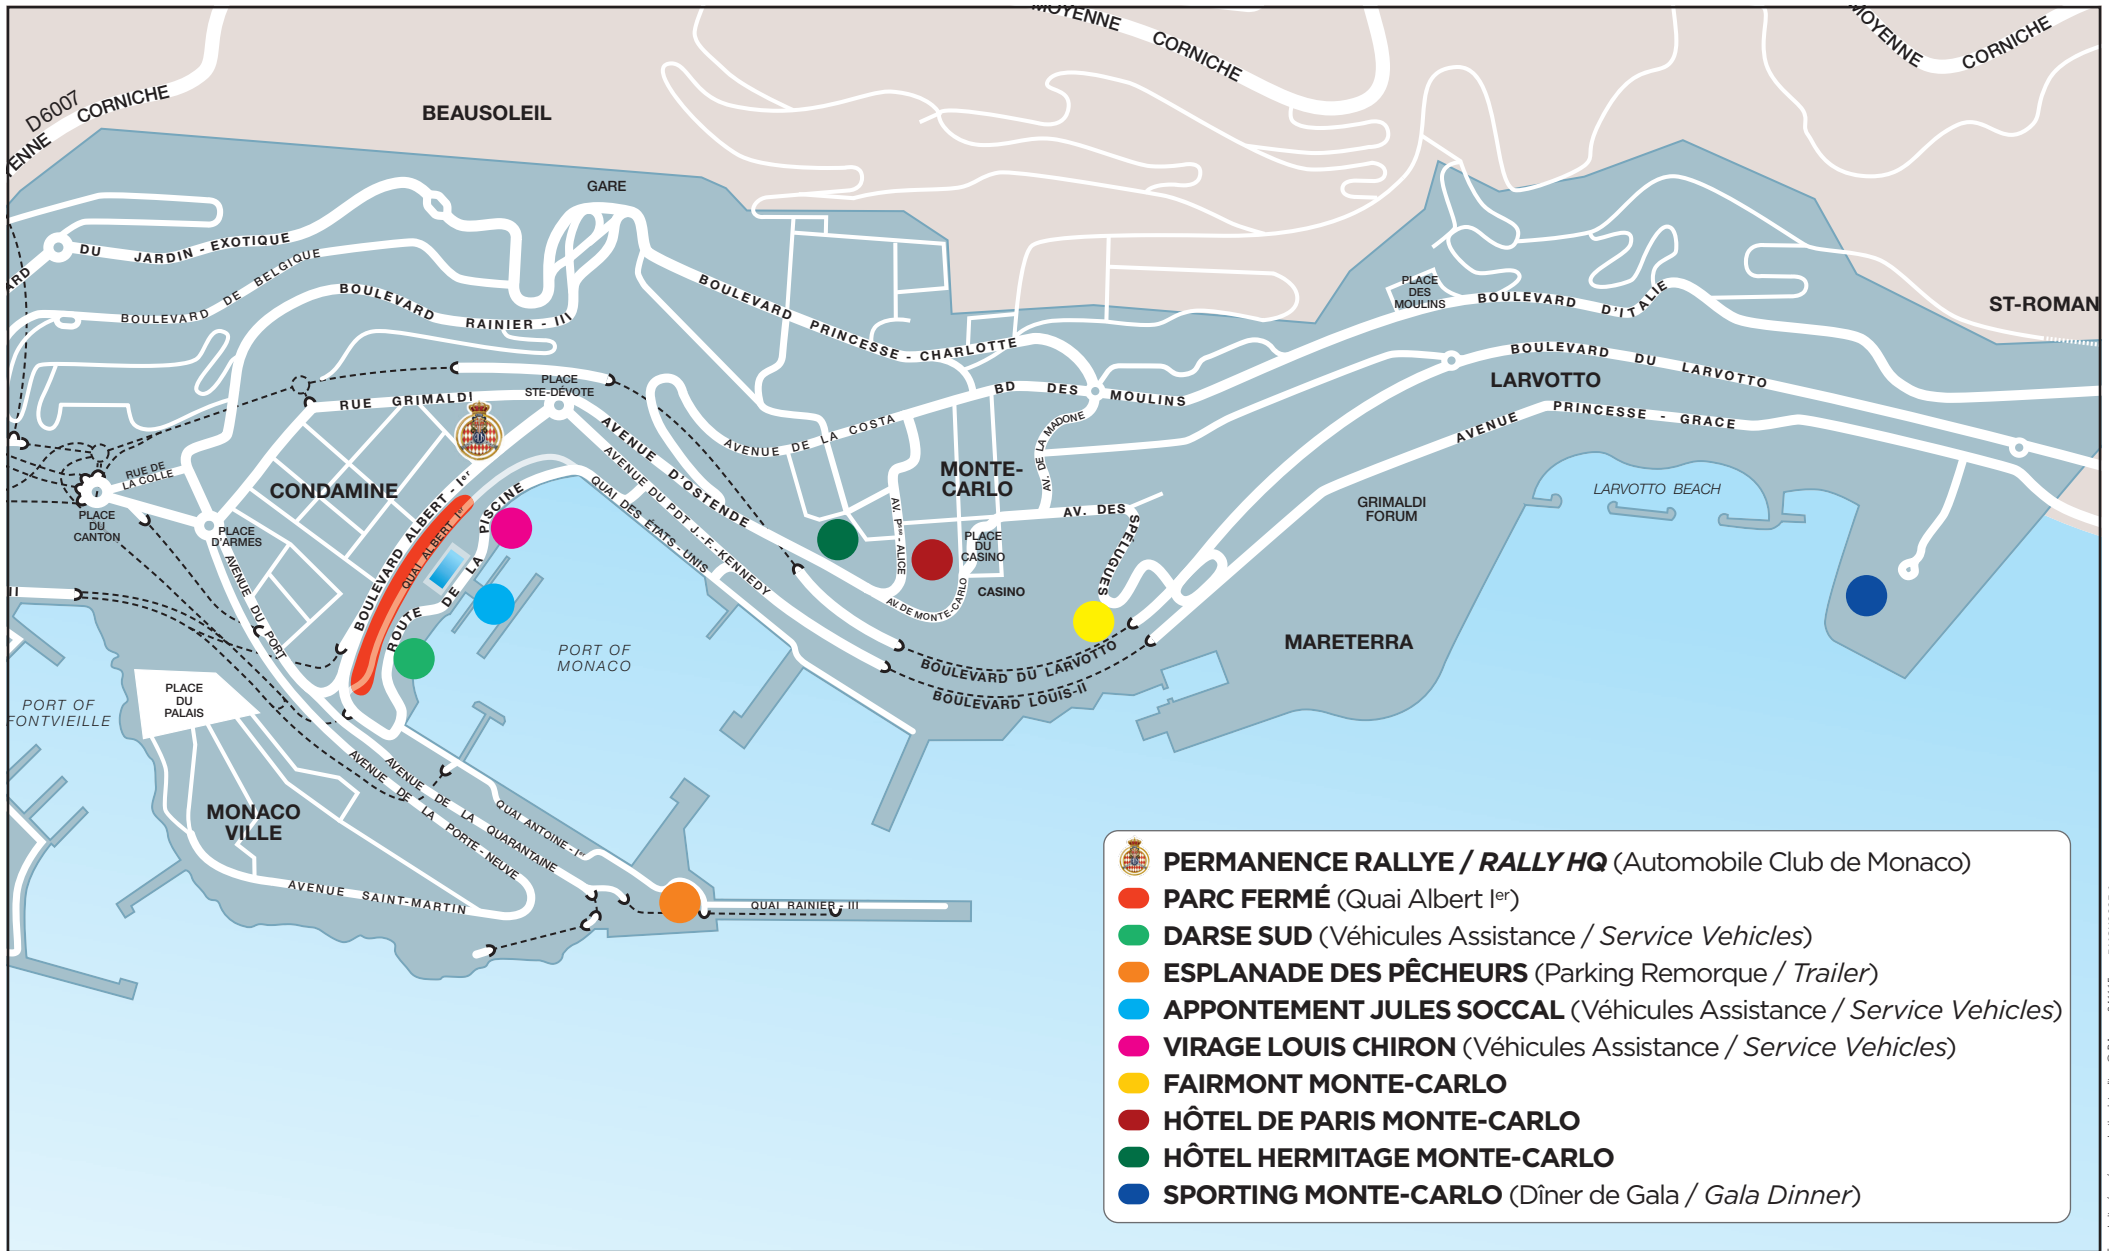 MOYENNE CORNICHE
MOYENNE CORNICHE
D6007
YENNE CORNICHE
BEAUSOLEIL
GARE
ARD DU JARDIN - EXOTIQUE
BOULEVARD DE BELGIQUE
BOULEVARD RAINIER - III
BOULEVARD PRINCESSE - CHARLOTTE
PLACE
DES
MOULINS
BOULEVARD D'ITALIE
ST-ROMAN
BOULEVARD DU LARVOTTO
LARVOTTO
BD DES MOULINS
AVENUE PRINCESSE - GRACE
PLACE
STE-DÉVOTE
RUE GRIMALDI
AVENUE DE LA COSTA
AV. DE LA MADONE
MONTE-
CARLO
RUE DE
LA COLLE
CONDAMINE
PLACE
DU
CANTON
PLACE
D'ARMES
BOULEVARD ALBERT - Ier
QUAI ALBERT Ier
ROUTE DE LA PISCINE
AVENUE D'OSTENDE
AVENUE DU PDT J.-F.-KENNEDY
QUAI DES ÉTATS - UNIS
AV. Pesse - ALICE
PLACE
DU
CASINO
CASINO
AV. DE MONTE-CARLO
AV. DES SPÉLUGUES
GRIMALDI
FORUM
LARVOTTO BEACH
II
AVENUE DU PORT
PORT OF
MONACO
BOULEVARD DU LARVOTTO
BOULEVARD LOUIS-II
MARETERRA
PORT OF
FONTVIEILLE
PLACE
DU
PALAIS
MONACO
VILLE
AVENUE DE LA PORTE - NEUVE
AVENUE DE LA QUARANTAINE
QUAI ANTOINE - Ier
AVENUE SAINT-MARTIN
QUAI RAINIER - III
PERMANENCE RALLYE / RALLY HQ (Automobile Club de Monaco)
PARC FERMÉ (Quai Albert Ier)
DARSE SUD (Véhicules Assistance / Service Vehicles)
ESPLANADE DES PÊCHEURS (Parking Remorque / Trailer)
APPONTEMENT JULES SOCCAL (Véhicules Assistance / Service Vehicles)
VIRAGE LOUIS CHIRON (Véhicules Assistance / Service Vehicles)
FAIRMONT MONTE-CARLO
HÔTEL DE PARIS MONTE-CARLO
HÔTEL HERMITAGE MONTE-CARLO
SPORTING MONTE-CARLO (Dîner de Gala / Gala Dinner)